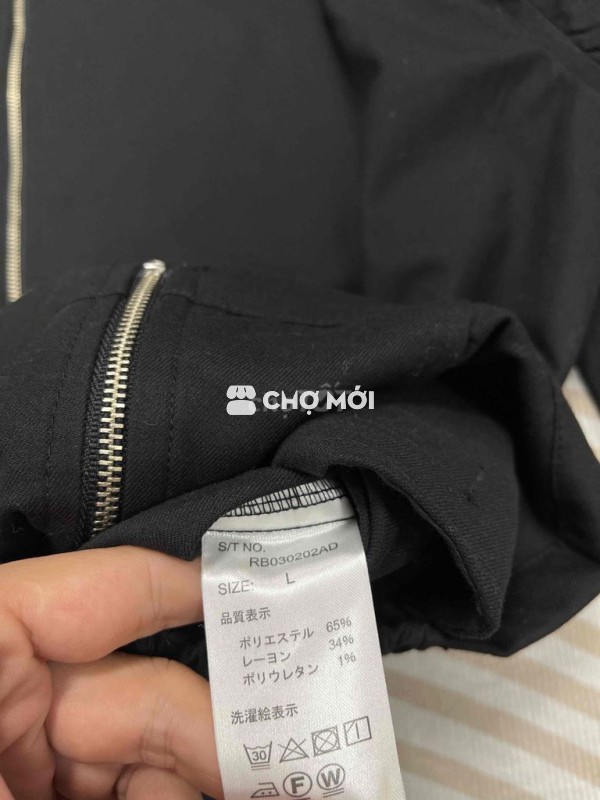 CHỢ MỚI
S/T NO.
RB030202AD
SIZE: L
品質表示
ポリエステル 65%
レーヨン 34%
ポリウレタン 1%
洗濯絵表示
30
F W